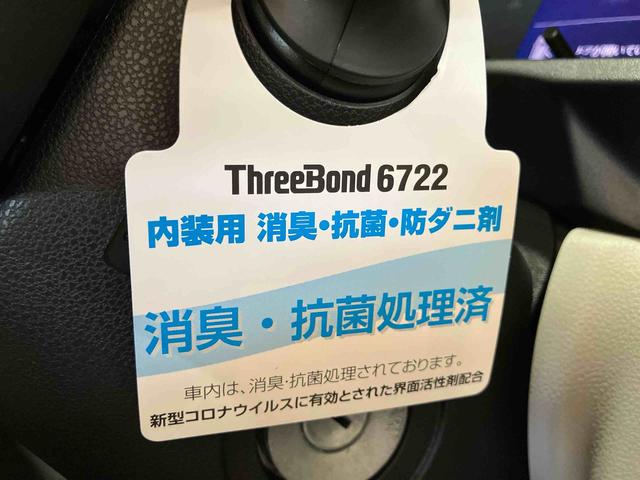 ThreeBond 6722
内装用 消臭・抗菌・防ダニ剤
消臭・抗菌処理済
車内は、消臭・抗菌処理されております。
新型コロナウイルスに有効とされた界面活性剤配合